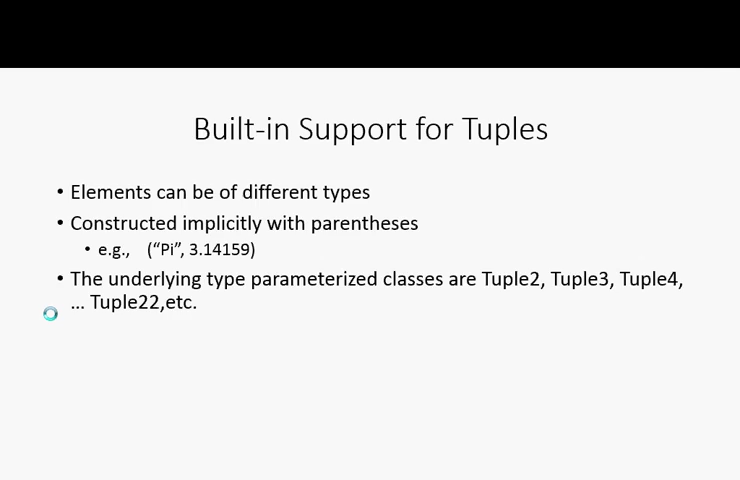 Built-in Support for Tuples
• Elements can be of different types
• Constructed implicitly with parentheses
• e.g., (“Pi”, 3.14159)
• The underlying type parameterized classes are Tuple2, Tuple3, Tuple4,
... Tuple22,etc.